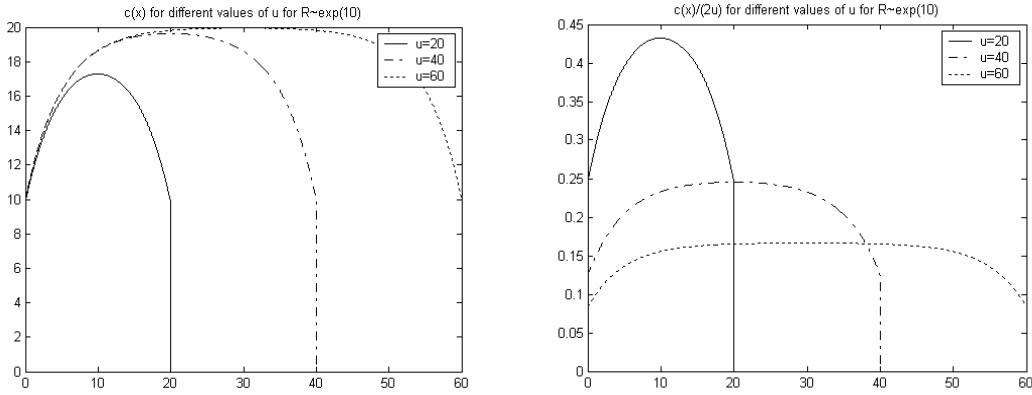 c(x) for different values of u for R~exp(10)
20
18
16
14
12
10
8
6
4
2
0
0 10 20 30 40 50 60
u=20
u=40
u=60
c(x)/(2u) for different values of u for R~exp(10)
0.45
0.4
0.35
0.3
0.25
0.2
0.15
0.1
0.05
0
0 10 20 30 40 50 60
u=20
u=40
u=60